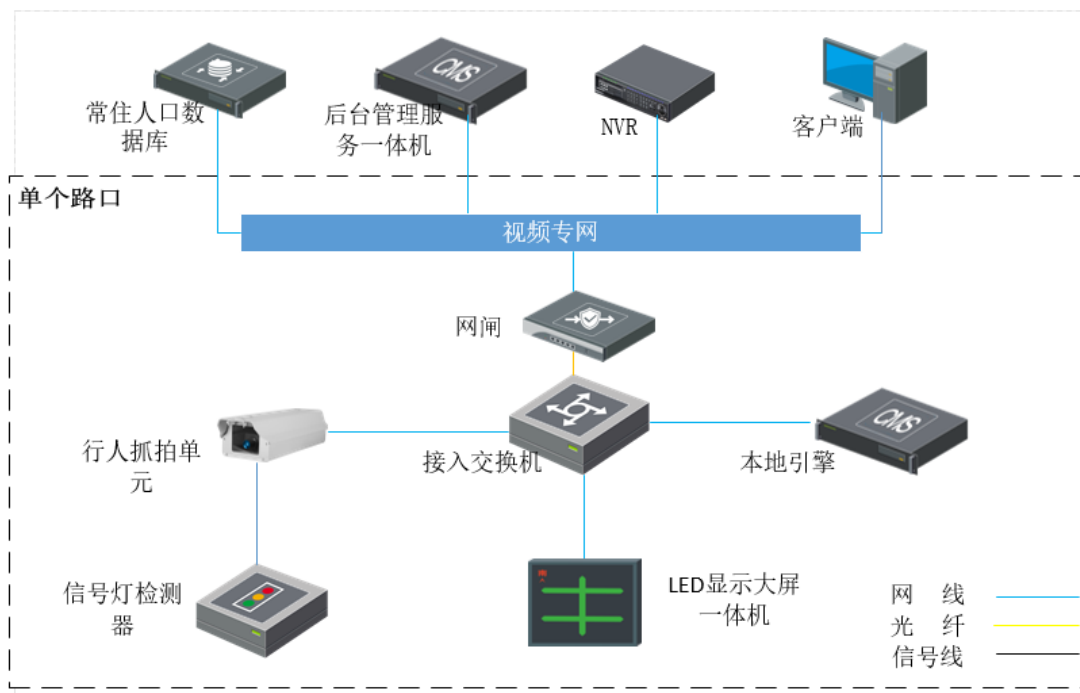 常住人口数
据库
CMS
后台管理服
务一体机
NVR
客户端
单个路口
视频专网
网闸
行人抓拍单
元
接入交换机
CMS
本地引擎
信号灯检测
器
LED显示大屏
一体机
网 线
光 纤
信号线